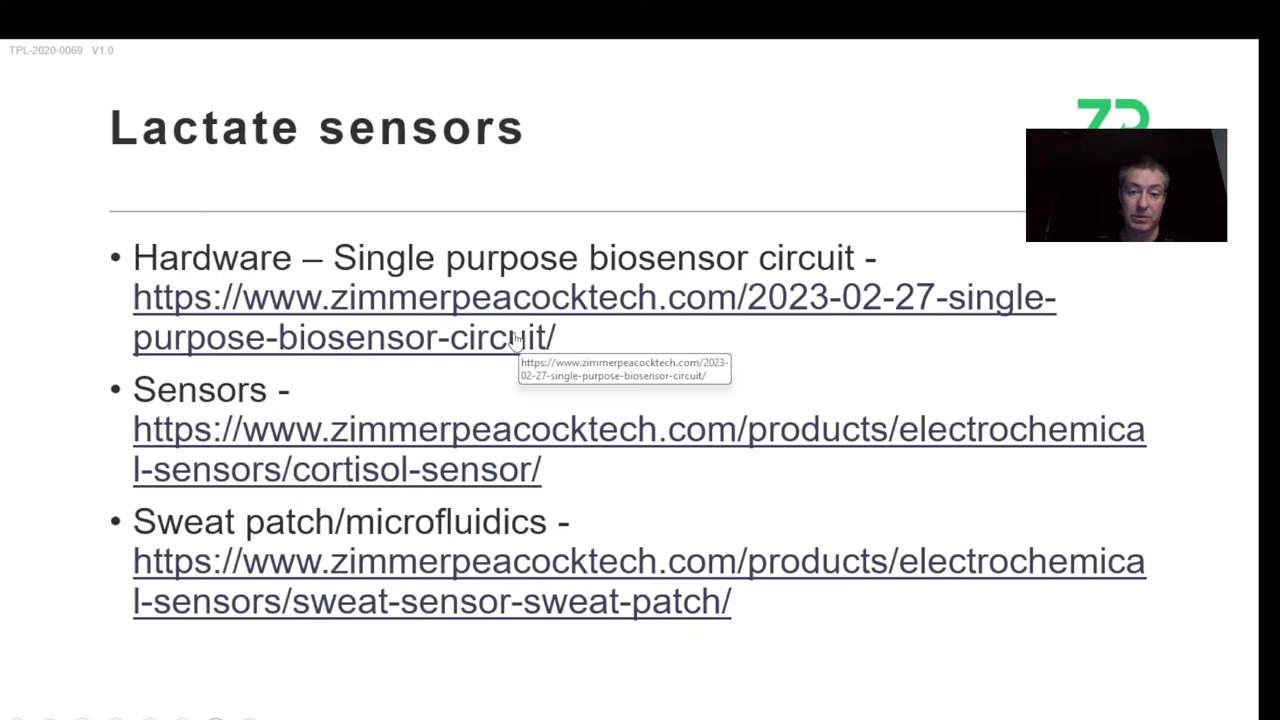 TPL-2020-0069 V1.0
Lactate sensors
• Hardware – Single purpose biosensor circuit -
https://www.zimmerpeacocktech.com/2023-02-27-single-
purpose-biosensor-circuit/
https://www.zimmerpeacocktech.com/2023-
02-27-single-purpose-biosensor-circuit/
• Sensors -
https://www.zimmerpeacocktech.com/products/electrochemica
l-sensors/cortisol-sensor/
• Sweat patch/microfluidics -
https://www.zimmerpeacocktech.com/products/electrochemica
l-sensors/sweat-sensor-sweat-patch/